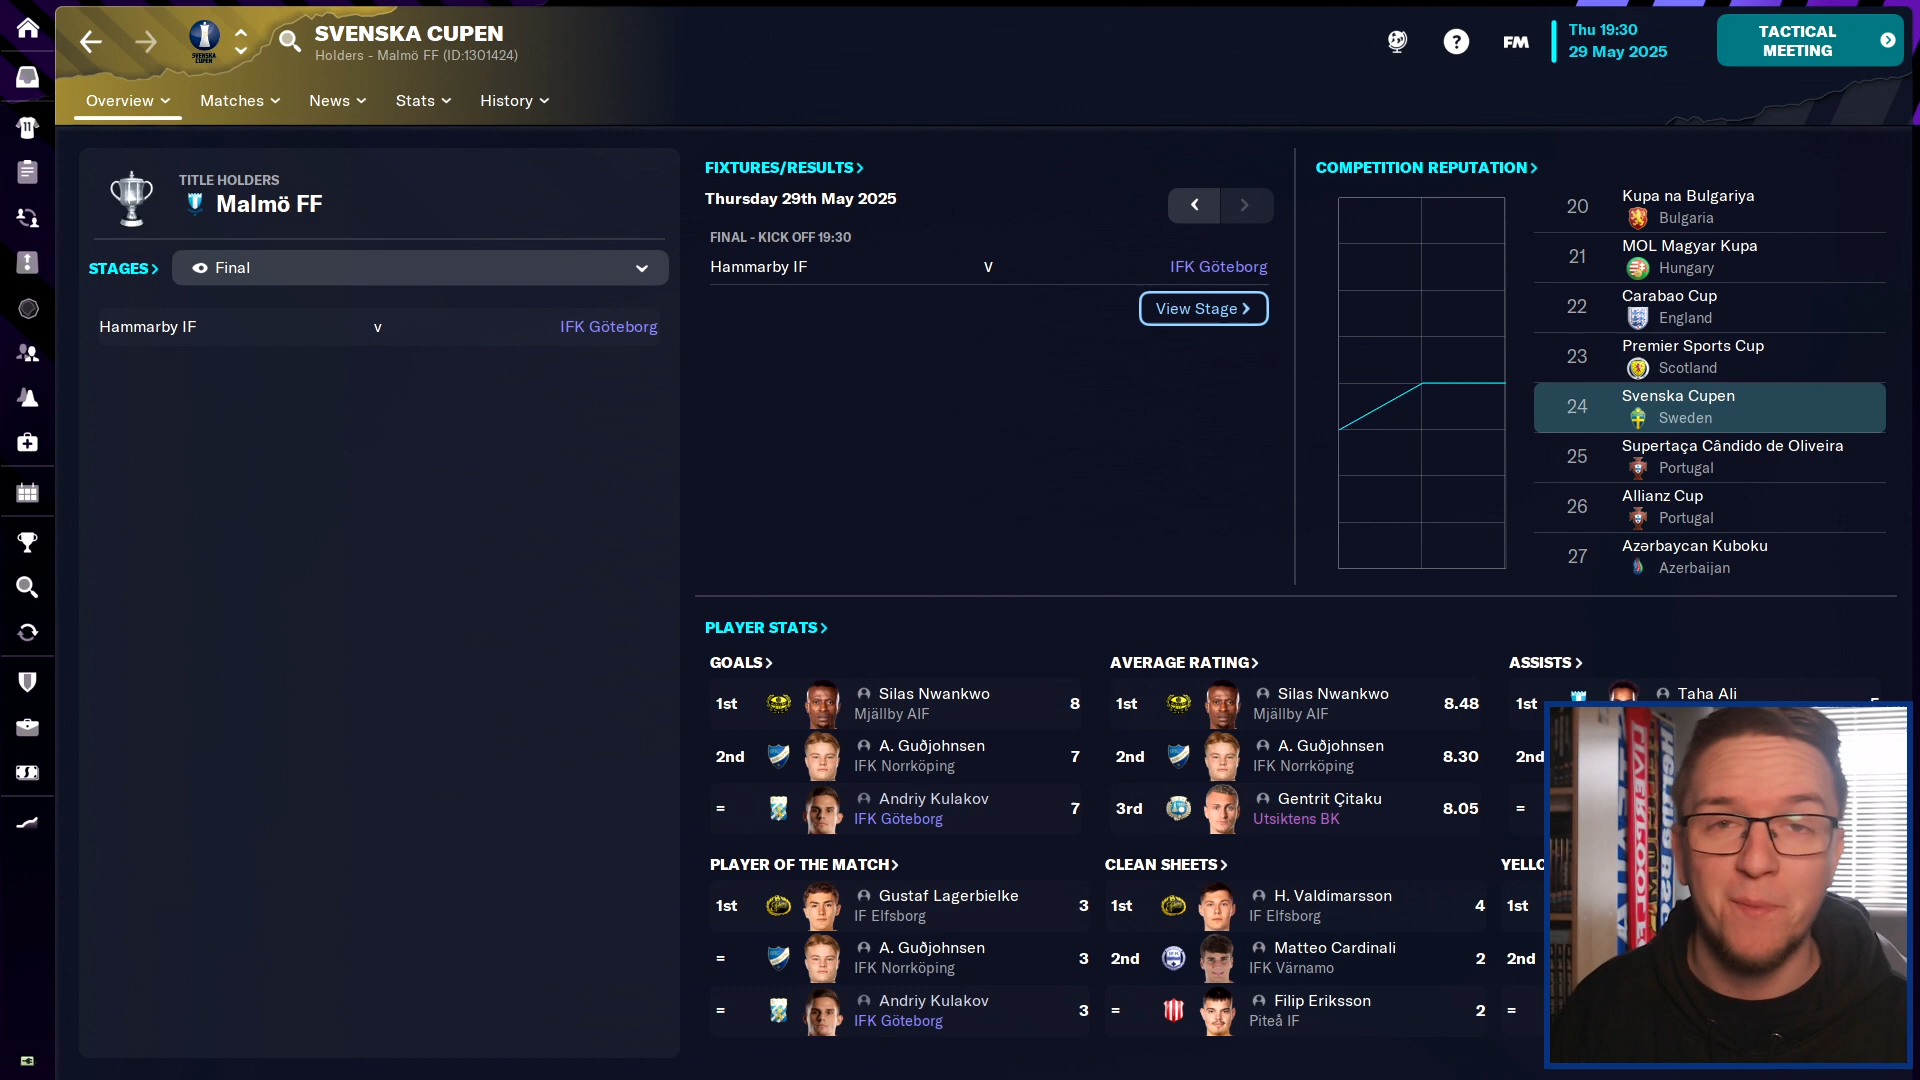 SVENSKA CUPEN
Holders - Malmö FF (ID:1301424)
SVENSKA CUPEN
FM
Thu 19:30
29 May 2025
TACTICAL MEETING
Overview
Matches
News
Stats
History
TITLE HOLDERS
Malmö FF
STAGES
Final
Hammarby IF v IFK Göteborg
FIXTURES/RESULTS
Thursday 29th May 2025
FINAL - KICK OFF 19:30
Hammarby IF v IFK Göteborg
View Stage
COMPETITION REPUTATION
20 Kupa na Bulgariya
Bulgaria
21 MOL Magyar Kupa
Hungary
22 Carabao Cup
England
23 Premier Sports Cup
Scotland
24 Svenska Cupen
Sweden
25 Supertaça Cândido de Oliveira
Portugal
26 Allianz Cup
Portugal
27 Azərbaycan Kuboku
Azerbaijan
PLAYER STATS
GOALS
1st Silas Nwankwo 8
Mjällby AIF
2nd A. Guðjohnsen 7
IFK Norrköping
= Andriy Kulakov 7
IFK Göteborg
AVERAGE RATING
1st Silas Nwankwo 8.48
Mjällby AIF
2nd A. Guðjohnsen 8.30
IFK Norrköping
3rd Gentrit Çitaku 8.05
Utsiktens BK
ASSISTS
1st Taha Ali
2nd
=
PLAYER OF THE MATCH
1st Gustaf Lagerbielke 3
IF Elfsborg
= A. Guðjohnsen 3
IFK Norrköping
= Andriy Kulakov 3
IFK Göteborg
CLEAN SHEETS
1st H. Valdimarsson 4
IF Elfsborg
2nd Matteo Cardinali 2
IFK Värnamo
= Filip Eriksson 2
Piteå IF
YELLO
1st
2nd
=